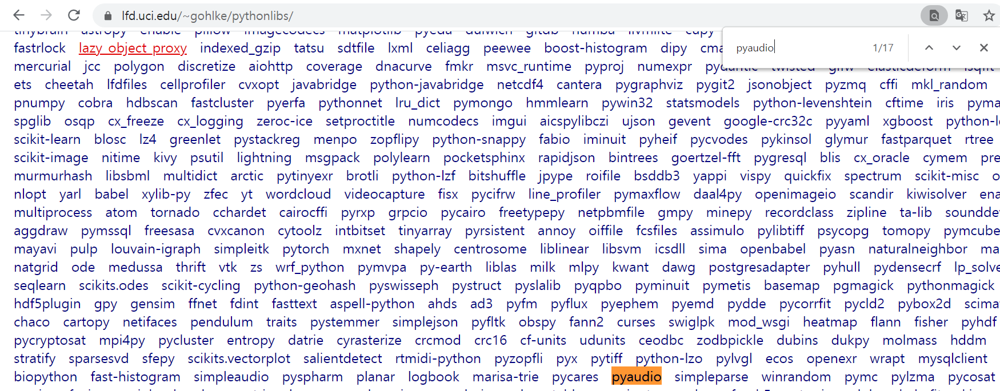 lfd.uci.edu/~gohlke/pythonlibs/
tinybrain astropy enable pillow imagecodecs matplotlib pyeda udunich gitdb numba llvmlite cupy
pyaudio 1/17
fastrlock lazy_object_proxy indexed_gzip tatsu sdtfile lxml celiagg peewee boost-histogram dipy cma
mercurial jcc polygon discretize aiohttp coverage dnacurve fmkr msvc_runtime pyproj numexpr pydantic twisted glfw elasticdeform lsqfit
ets cheetah lfdfiles cellprofiler cvxopt javabridge python-javabridge netcdf4 cantera pygraphviz pygit2 jsonobject pyzmq cffi mkl_random
pnumpy cobra hdbscan fastcluster pyerfa pythonnet lru_dict pymongo hmmlearn pywin32 statsmodels python-levenshtein cftime iris pyma
spglib osqp cx_freeze cx_logging zeroc-ice setproctitle numcodecs imgui aicspylibczi ujson gevent google-crc32c pyyaml xgboost python-l
scikit-learn blosc lz4 greenlet pystackreg menpo zopflipy python-snappy fabio iminuit pyheif pycvodes pykinsol glymur fastparquet rtree
scikit-image nitime kivy psutil lightning msgpack polylearn pocketsphinx rapidjson bintrees goertzel-fft pygresql blis cx_oracle cymem pre
murmurhash libsbml multidict arctic pytinyexr brotli python-lzf bitshuffle jpype roifile bsddb3 yappi vispy quickfix spectrum scikit-misc o
nlopt yarl babel xylib-py zfec yt wordcloud videocapture fisx pycifrw line_profiler pymaxflow daal4py openimageio scandir kiwisolver ena
multiprocess atom tornado cchardet cairocffi pyrxp grpcio pycairo freetypepy netpbmfile gmpy minepy recordclass zipline ta-lib sounddev
aggdraw pymssql freesasa cvxcanon cytoolz intbitset tinyarray pyrsistent annoy oiffile fcsfiles assimulo pylibtiff psycopg tomopy pymcube
mayavi pulp louvain-igraph simpleitk pytorch mxnet shapely centrosome liblinear libsvm icsdll sima openbabel pyasn naturalneighbor ma
natgrid ode medussa thrift vtk zs wrf_python pymvpa py-earth liblas milk mlpy kwant dawg postgresadapter pyhull pydensecrf lp_solve
seqlearn scikits.odes scikit-cycling python-geohash pyswisseph pystruct pyslalib pyqpbo pyminuit pymetis basemap pgmagick pythonmagick
hdf5plugin gpy gensim ffnet fdint fasttext aspell-python ahds ad3 pyfm pyflux pyephem pyemd pydde pycorrfit pycld2 pybox2d scima
chaco cartopy netifaces pendulum traits pystemmer simplejson pyfltk obspy fann2 curses swiglpk mod_wsgi heatmap flann fisher pyhdf
pycryptosat mpi4py pycluster entropy datrie cyrasterize crcmod crc16 cf-units udunits ceodbc zodbpickle dubins dukpy molmass hddm
stratify sparsesvd sfepy scikits.vectorplot salientdetect rtmidi-python pyzopfli pyx pytiff python-lzo pylvgl ecos openexr wrapt mysqlclient
biopython fast-histogram simpleaudio pyspharm planar logbook marisa-trie pycares pyaudio simpleparse winrandom pymc pylzma pycosat